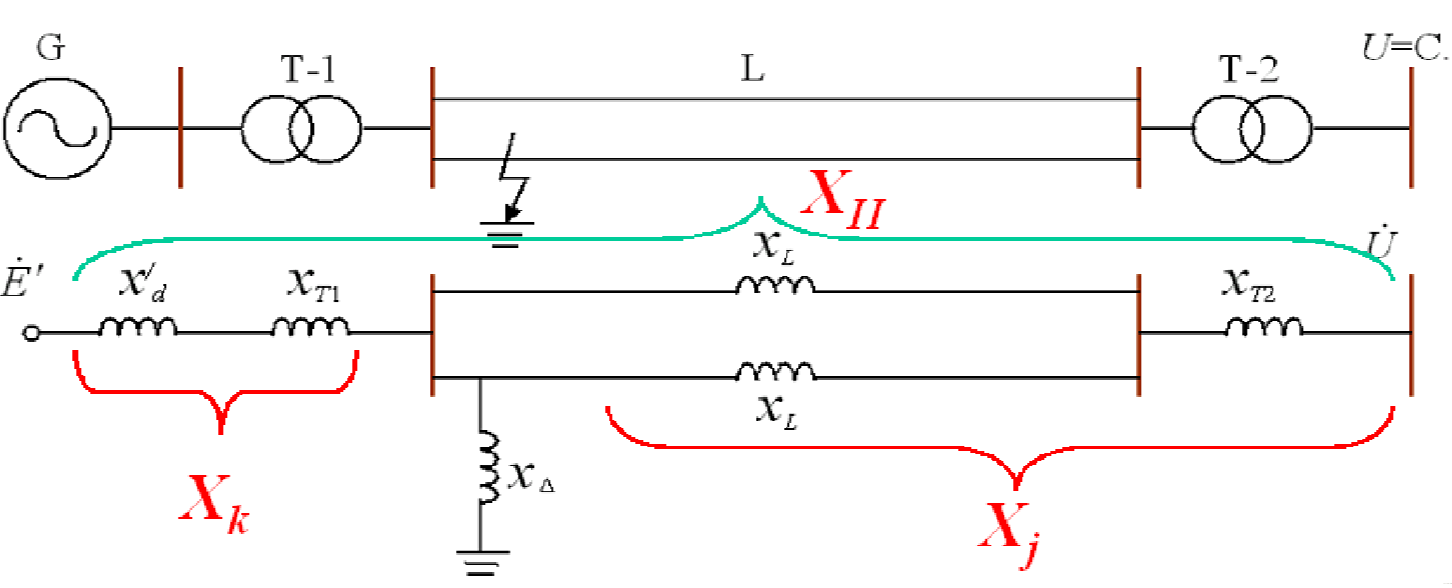 G
T-1
L
T-2
U=C.
X_II
Ė'
x'_d
x_T1
x_L
x_T2
U̇
x_L
x_Δ
X_k
X_j